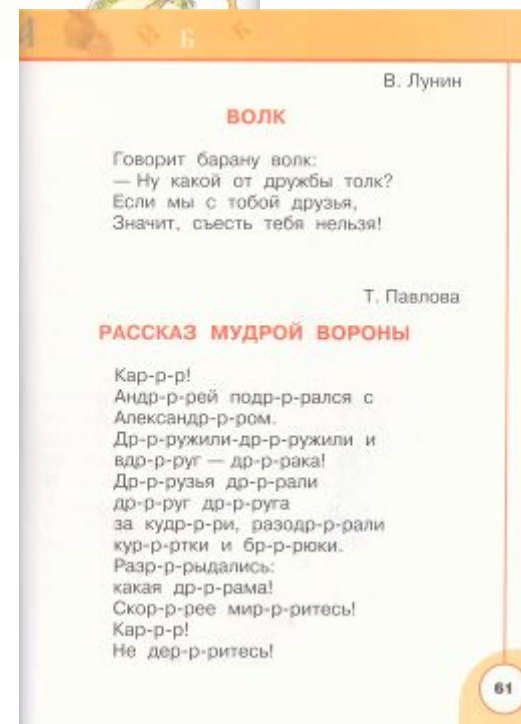 Й П Б К
В. Лунин
ВОЛК
Говорит барану волк:
— Ну какой от дружбы толк?
Если мы с тобой друзья,
Значит, съесть тебя нельзя!
Т. Павлова
РАССКАЗ МУДРОЙ ВОРОНЫ
Кар-р-р!
Андр-р-рей подр-р-рался с
Александр-р-ром.
Др-р-ружили-др-р-ружили и
вдр-р-руг — др-р-рака!
Др-р-рузья др-р-рали
др-р-руг др-р-руга
за кудр-р-ри, разодр-р-рали
кур-р-ртки и бр-р-рюки.
Разр-р-рыдались:
какая др-р-рама!
Скор-р-рее мир-р-ритесь!
Кар-р-р!
Не дер-р-ритесь!
61